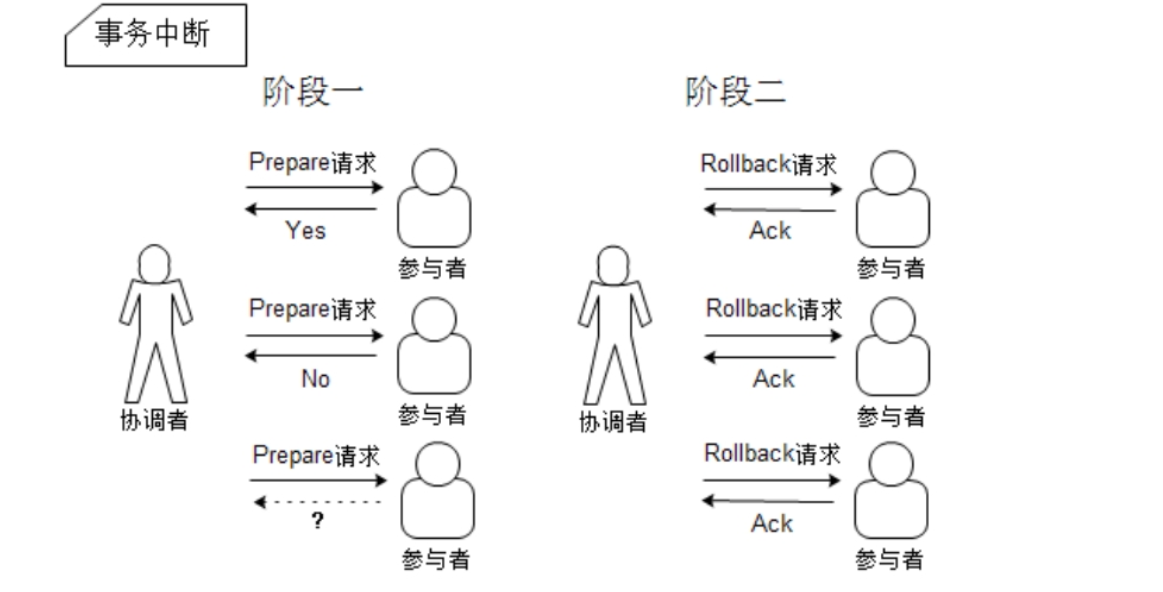 事务中断
阶段一
Prepare请求
Yes
参与者
Prepare请求
No
参与者
Prepare请求
?
参与者
协调者
阶段二
Rollback请求
Ack
参与者
Rollback请求
Ack
参与者
Rollback请求
Ack
参与者
协调者